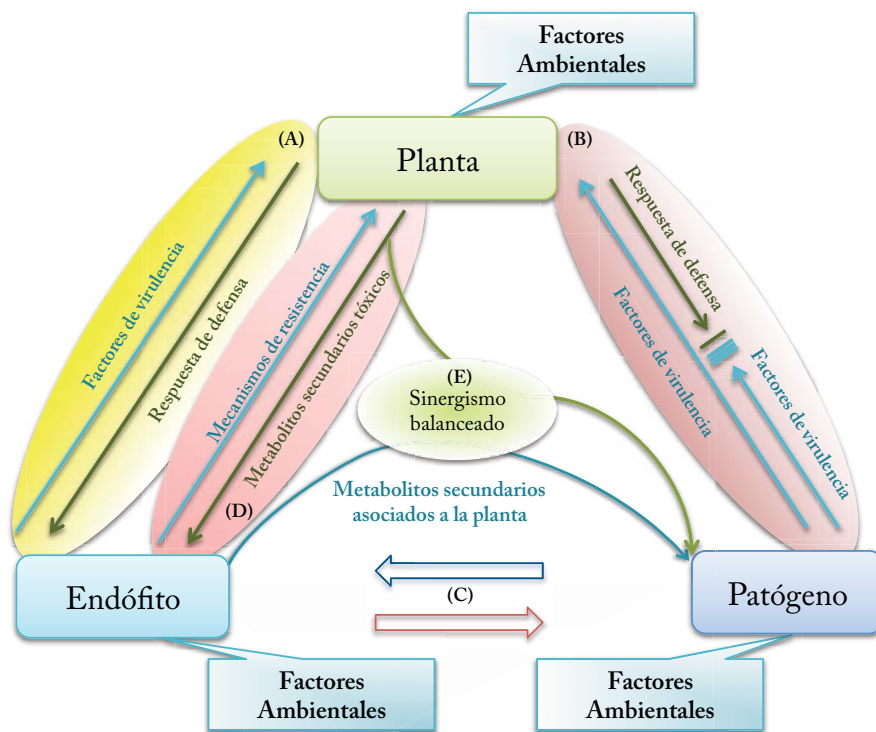 Factores
Ambientales
(A)
Planta
(B)
Factores de virulencia
Respuesta de defensa
Mecanismos de resistencia
Metabolitos secundarios tóxicos
Respuesta de defensa
Factores de virulencia
Factores de virulencia
(E)
Sinergismo
balanceado
Metabolitos secundarios
asociados a la planta
(D)
Endófito
(C)
Patógeno
Factores
Ambientales
Factores
Ambientales